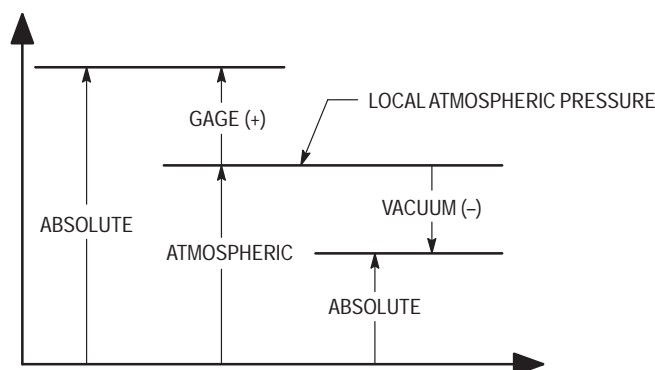 LOCAL ATMOSPHERIC PRESSURE
GAGE (+)
VACUUM (–)
ABSOLUTE
ATMOSPHERIC
ABSOLUTE